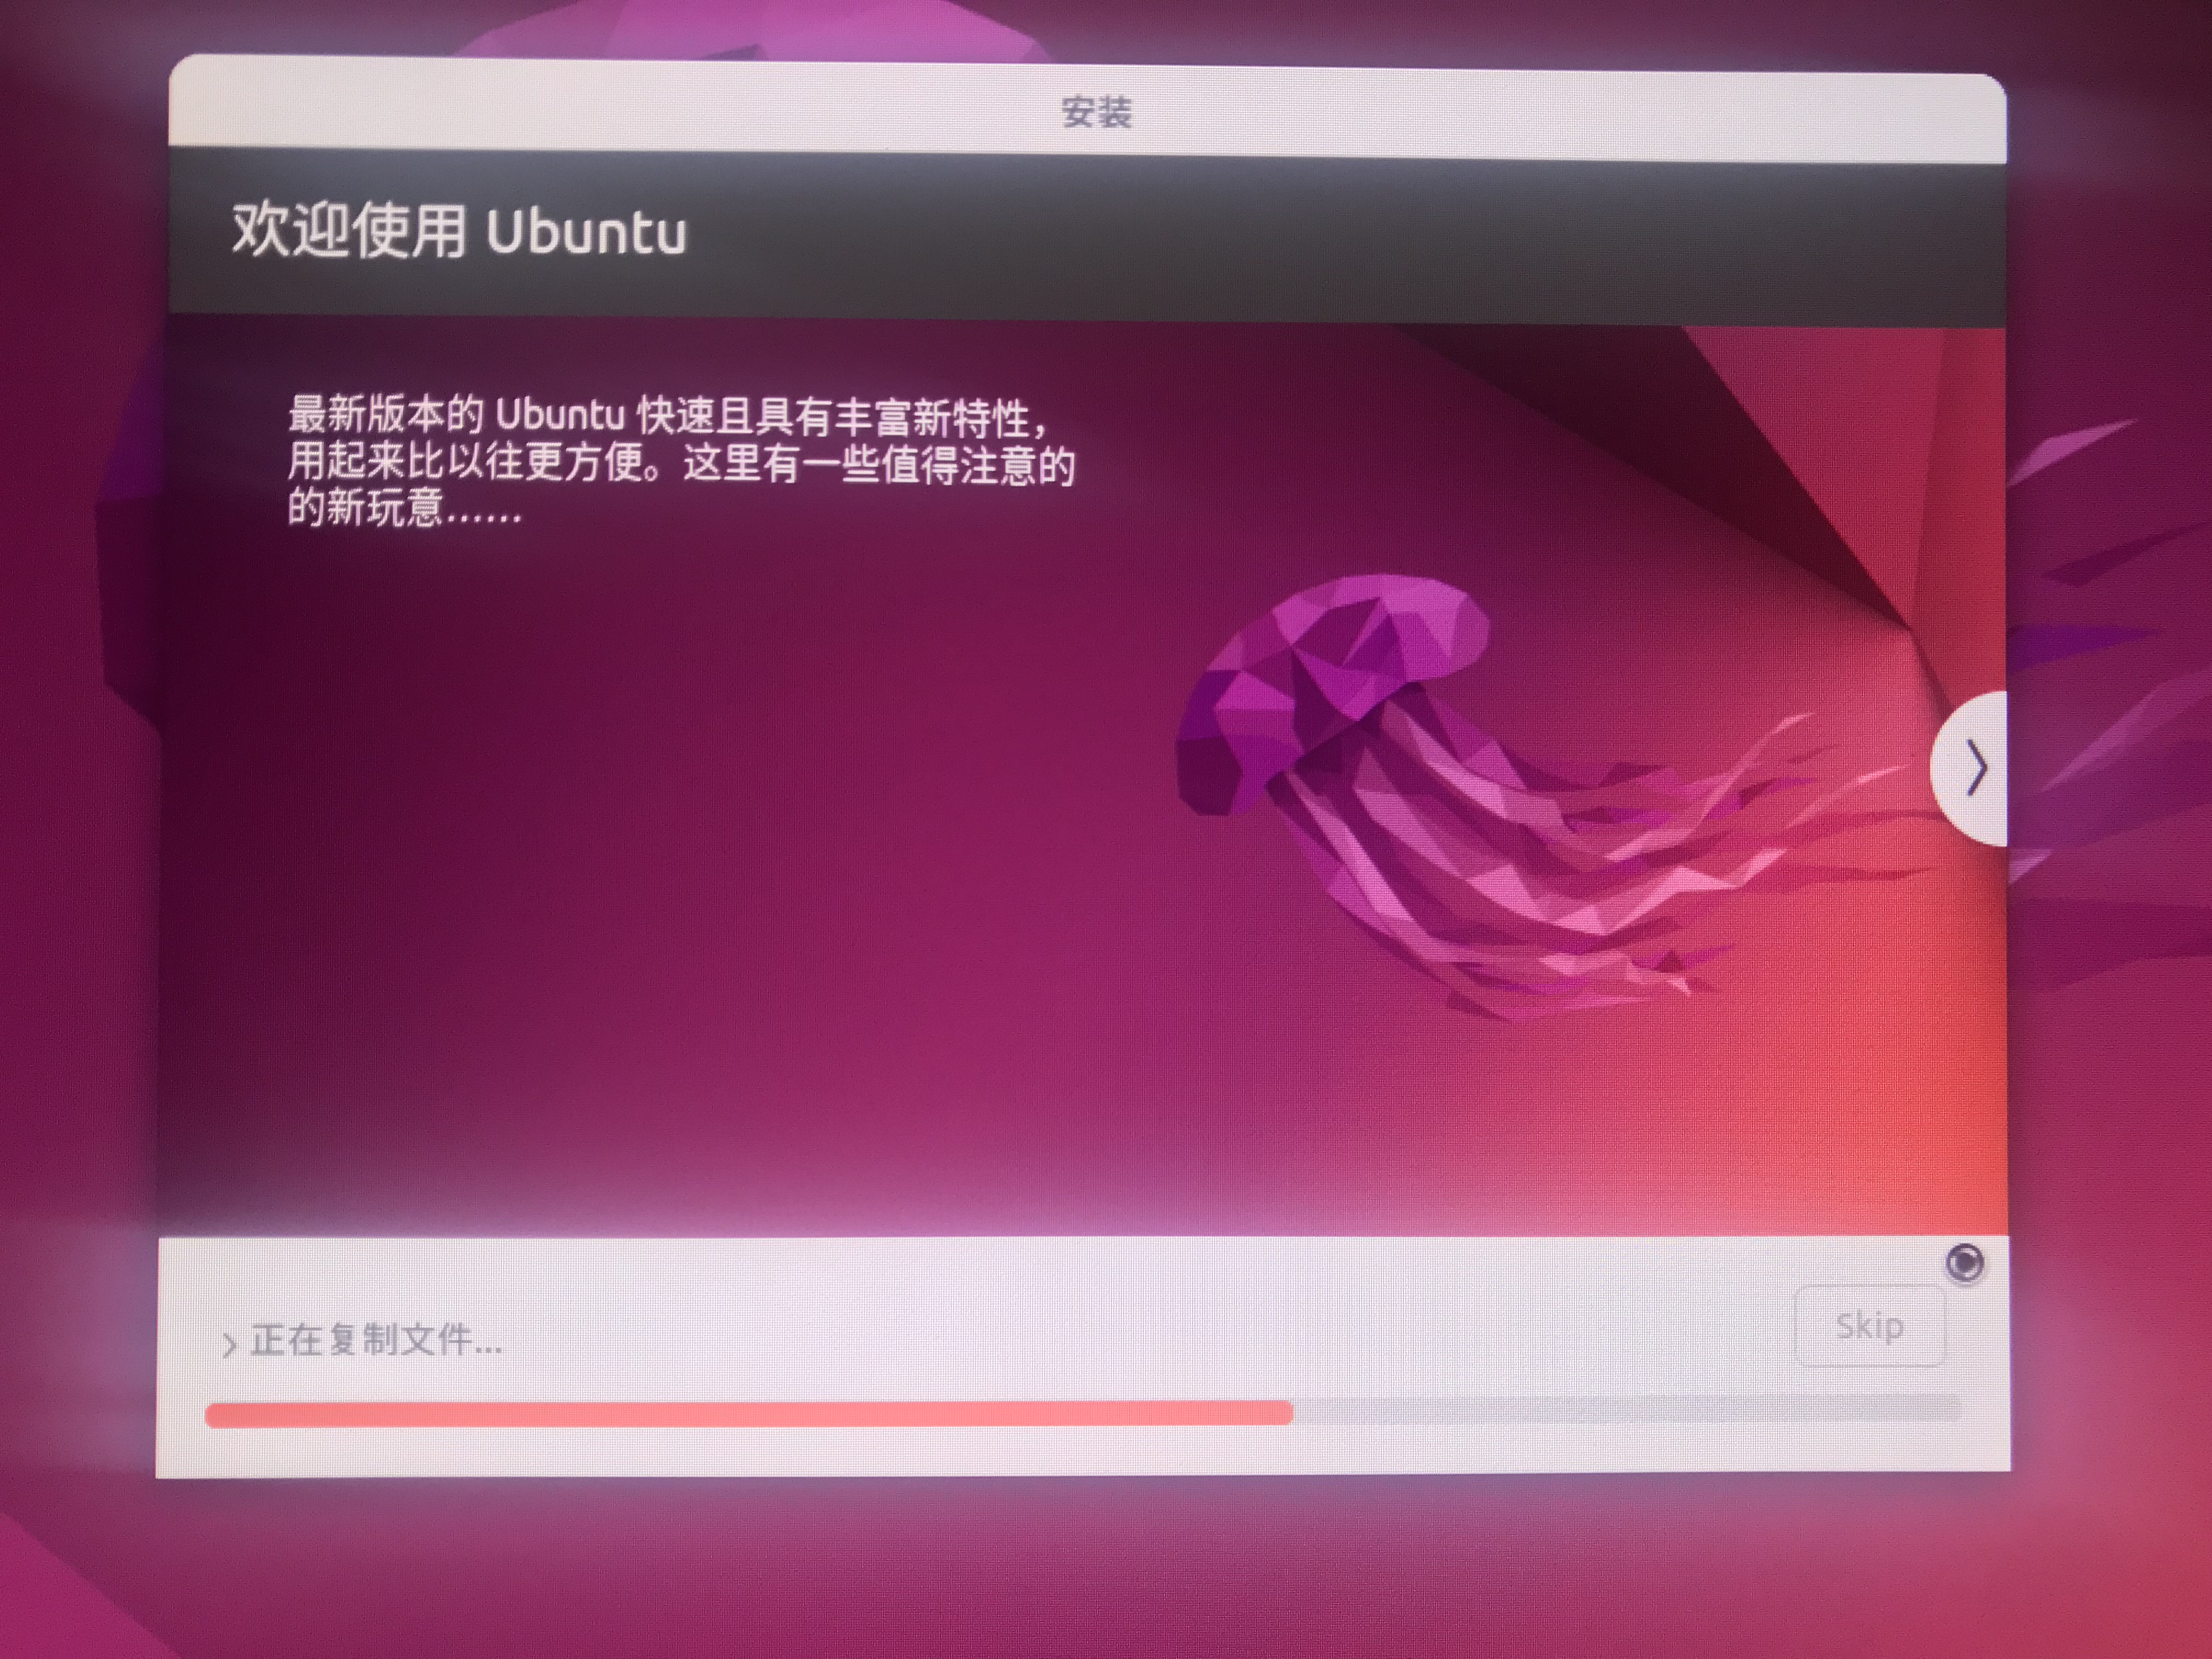 安装
欢迎使用 Ubuntu
最新版本的 Ubuntu 快速且具有丰富新特性，
用起来比以往更方便。这里有一些值得注意的
的新玩意……
Skip
正在复制文件...